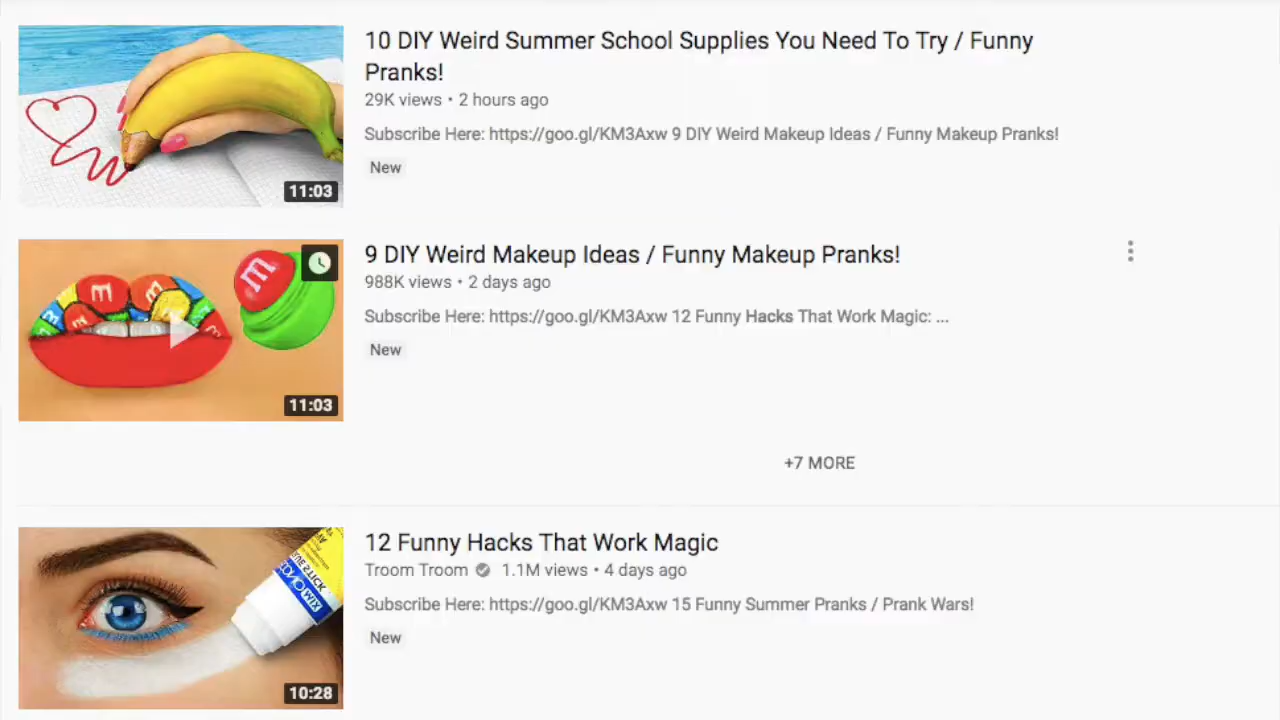 10 DIY Weird Summer School Supplies You Need To Try / Funny
Pranks!
29K views • 2 hours ago
Subscribe Here: https://goo.gl/KM3Axw 9 DIY Weird Makeup Ideas / Funny Makeup Pranks!
New
11:03
9 DIY Weird Makeup Ideas / Funny Makeup Pranks!
988K views • 2 days ago
Subscribe Here: https://goo.gl/KM3Axw 12 Funny Hacks That Work Magic: ...
New
m
m
m
m
m
11:03
+7 MORE
12 Funny Hacks That Work Magic
Troom Troom 1.1M views • 4 days ago
Subscribe Here: https://goo.gl/KM3Axw 15 Funny Summer Pranks / Prank Wars!
New
10:28